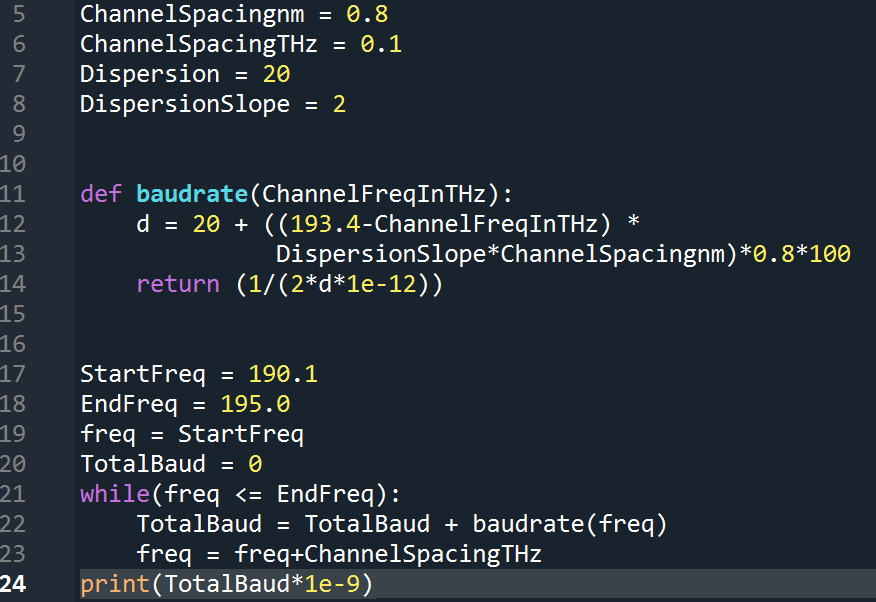 5 ChannelSpacingnm = 0.8
6 ChannelSpacingTHz = 0.1
7 Dispersion = 20
8 DispersionSlope = 2
9
10
11 def baudrate(ChannelFreqInTHz):
12     d = 20 + ((193.4-ChannelFreqInTHz) *
13               DispersionSlope*ChannelSpacingnm)*0.8*100
14     return (1/(2*d*1e-12))
15
16
17 StartFreq = 190.1
18 EndFreq = 195.0
19 freq = StartFreq
20 TotalBaud = 0
21 while(freq <= EndFreq):
22     TotalBaud = TotalBaud + baudrate(freq)
23     freq = freq+ChannelSpacingTHz
24 print(TotalBaud*1e-9)